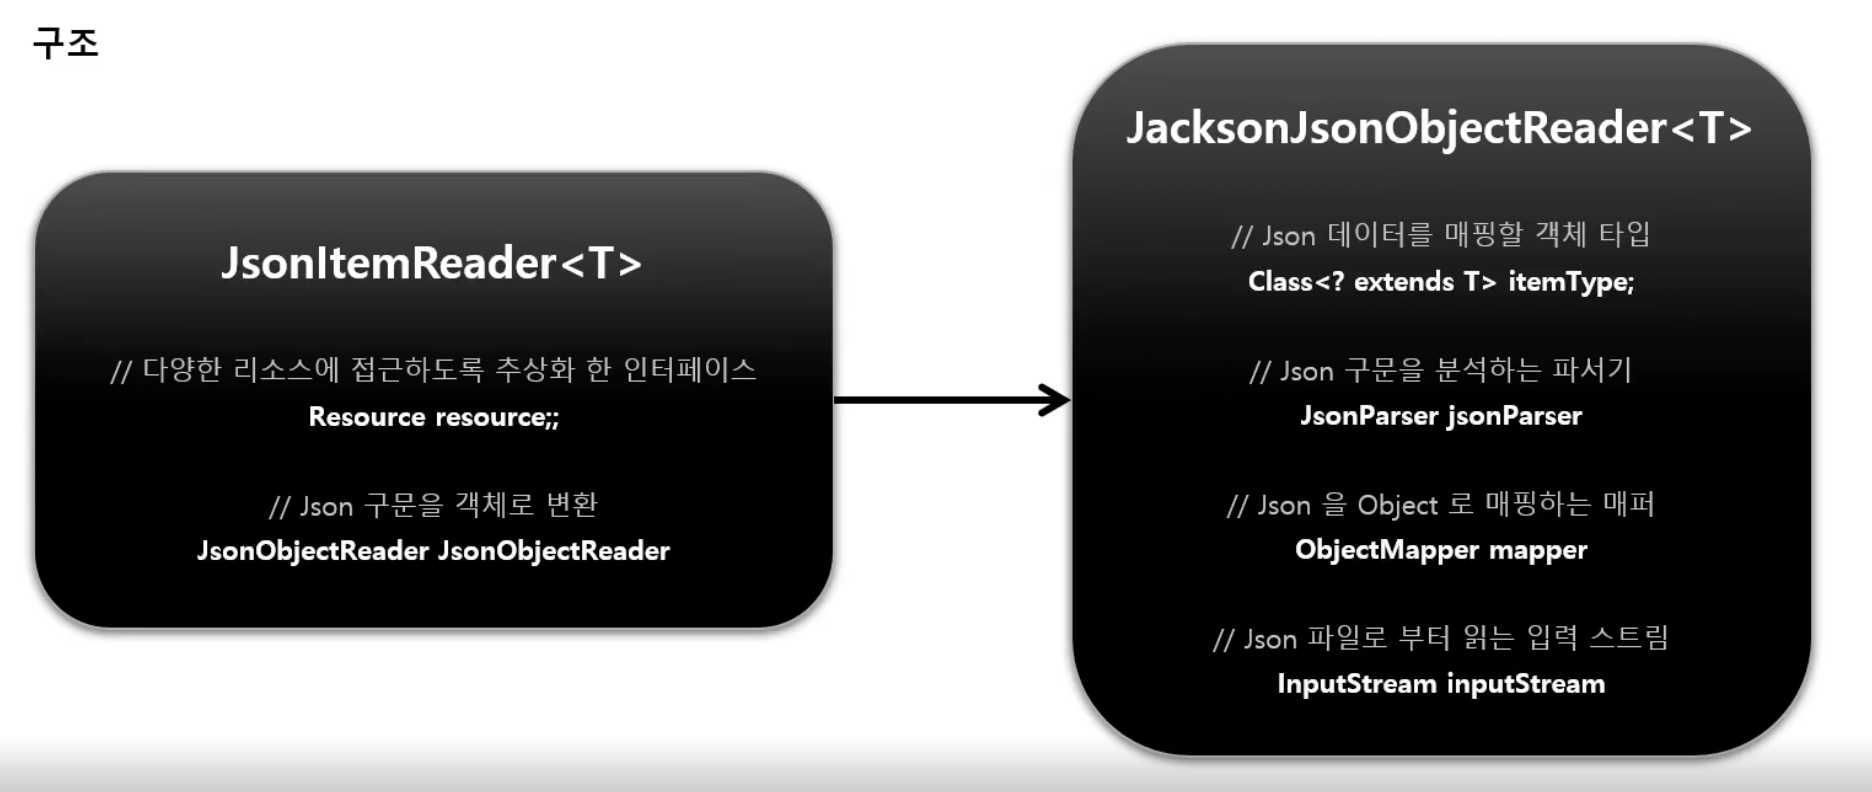 구조
JsonItemReader<T>
// 다양한 리소스에 접근하도록 추상화 한 인터페이스
Resource resource;;
// Json 구문을 객체로 변환
JsonObjectReader JsonObjectReader
JacksonJsonObjectReader<T>
// Json 데이터를 매핑할 객체 타입
Class<? extends T> itemType;
// Json 구문을 분석하는 파서기
JsonParser jsonParser
// Json 을 Object 로 매핑하는 매퍼
ObjectMapper mapper
// Json 파일로 부터 읽는 입력 스트림
InputStream inputStream